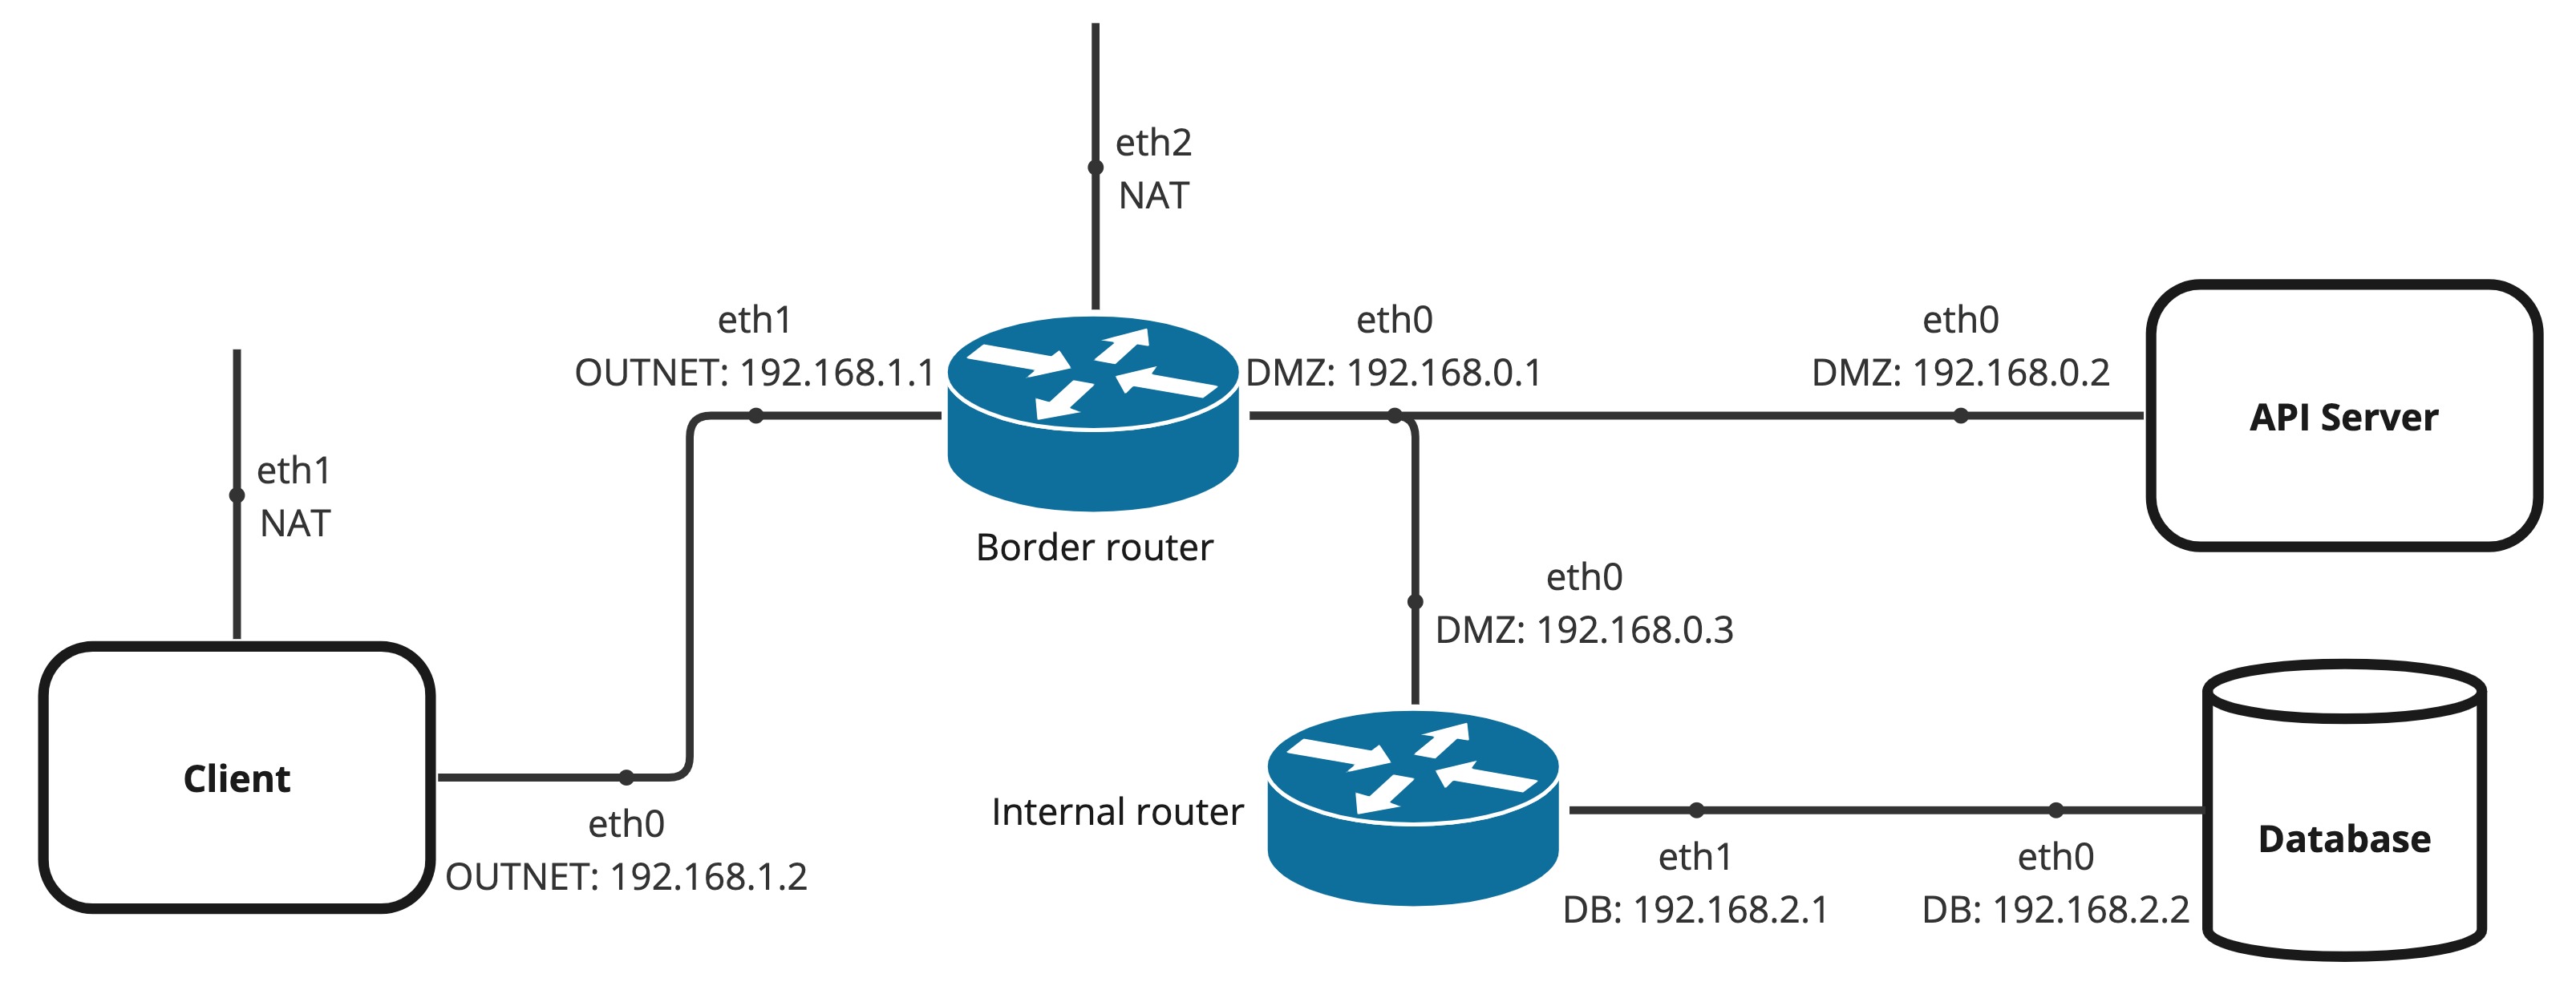 eth2
NAT
eth1
OUTNET: 192.168.1.1
eth0
DMZ: 192.168.0.1
eth0
DMZ: 192.168.0.2
API Server
eth1
NAT
Border router
eth0
DMZ: 192.168.0.3
Client
eth0
OUTNET: 192.168.1.2
Internal router
eth1
DB: 192.168.2.1
eth0
DB: 192.168.2.2
Database